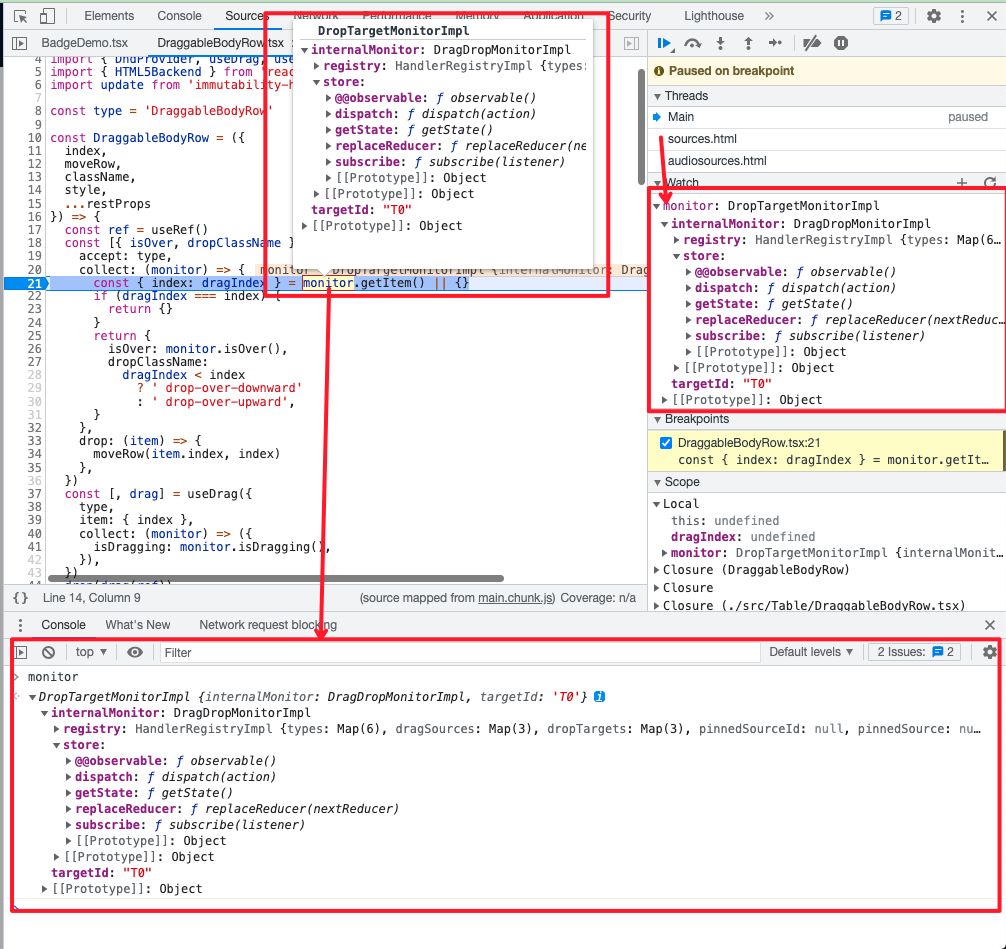 Elements Console Sources Network Performance Memory Application Security Lighthouse » 2
BadgeDemo.tsx DraggableBodyRow.tsx
DropTargetMonitorImpl
internalMonitor: DragDropMonitorImpl
registry: HandlerRegistryImpl {types:
store:
@@observable: ƒ observable()
dispatch: ƒ dispatch(action)
getState: ƒ getState()
replaceReducer: ƒ replaceReducer(ne
subscribe: ƒ subscribe(listener)
[[Prototype]]: Object
[[Prototype]]: Object
targetId: "T0"
[[Prototype]]: Object
4 import { DndProvider, useDrag, use
5 import { HTML5Backend } from 'reac
6 import update from 'immutability-h
7
8 const type = 'DraggableBodyRow'
9
10 const DraggableBodyRow = ({
11 index,
12 moveRow,
13 className,
14 style,
15 ...restProps
16 }) => {
17 const ref = useRef()
18 const [{ isOver, dropClassName }
19 accept: type,
20 collect: (monitor) => { monitor = DropTargetMonitorImpl {internalMonitor: Drag
21 const { index: dragIndex } = monitor.getItem() || {}
22 if (dragIndex === index) {
23 return {}
24 }
25 return {
26 isOver: monitor.isOver(),
27 dropClassName:
28 dragIndex < index
29 ? ' drop-over-downward'
30 : ' drop-over-upward',
31 }
32 },
33 drop: (item) => {
34 moveRow(item.index, index)
35 },
36 })
37 const [, drag] = useDrag({
38 type,
39 item: { index },
40 collect: (monitor) => ({
41 isDragging: monitor.isDragging(),
42 }),
43 })
44 drop(drag(ref))
{} Line 14, Column 9 (source mapped from main.chunk.js) Coverage: n/a
Paused on breakpoint
Threads
Main paused
sources.html
audiosources.html
Watch
monitor: DropTargetMonitorImpl
internalMonitor: DragDropMonitorImpl
registry: HandlerRegistryImpl {types: Map(6…
store:
@@observable: ƒ observable()
dispatch: ƒ dispatch(action)
getState: ƒ getState()
replaceReducer: ƒ replaceReducer(nextReduc…
subscribe: ƒ subscribe(listener)
[[Prototype]]: Object
[[Prototype]]: Object
targetId: "T0"
[[Prototype]]: Object
Breakpoints
DraggableBodyRow.tsx:21
const { index: dragIndex } = monitor.getIt…
Scope
Local
this: undefined
dragIndex: undefined
monitor: DropTargetMonitorImpl {internalMonit…
Closure (DraggableBodyRow)
Closure
Closure (./src/Table/DraggableBodyRow.tsx)
Console What's New Network request blocking
top Filter Default levels 2 Issues: 2
monitor
DropTargetMonitorImpl {internalMonitor: DragDropMonitorImpl, targetId: 'T0'} i
internalMonitor: DragDropMonitorImpl
registry: HandlerRegistryImpl {types: Map(6), dragSources: Map(3), dropTargets: Map(3), pinnedSourceId: null, pinnedSource: nu…
store:
@@observable: ƒ observable()
dispatch: ƒ dispatch(action)
getState: ƒ getState()
replaceReducer: ƒ replaceReducer(nextReducer)
subscribe: ƒ subscribe(listener)
[[Prototype]]: Object
[[Prototype]]: Object
targetId: "T0"
[[Prototype]]: Object